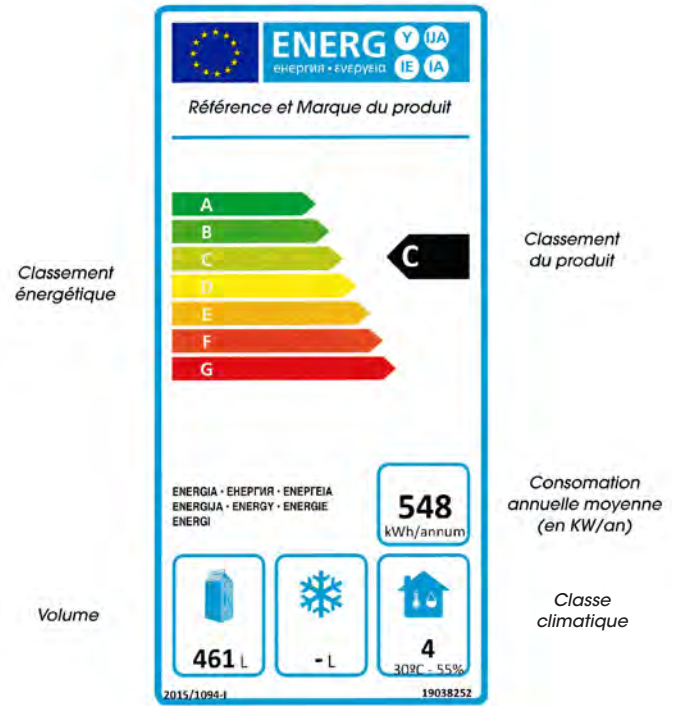 ENERG Y IJA
енергия · ενεργεια IE IA
Référence et Marque du produit
A
B
C
D
E
F
G
C
Classement
du produit
Classement
énergétique
ENERGIA · ЕНЕРГИЯ · ΕΝΕΡΓΕΙΑ
ENERGIJA · ENERGY · ENERGIE
ENERGI
548
kWh/annum
Consomation
annuelle moyenne
(en KW/an)
Volume
461 L
- L
4
30ºC - 55%
Classe
climatique
2015/1094-I
19038252